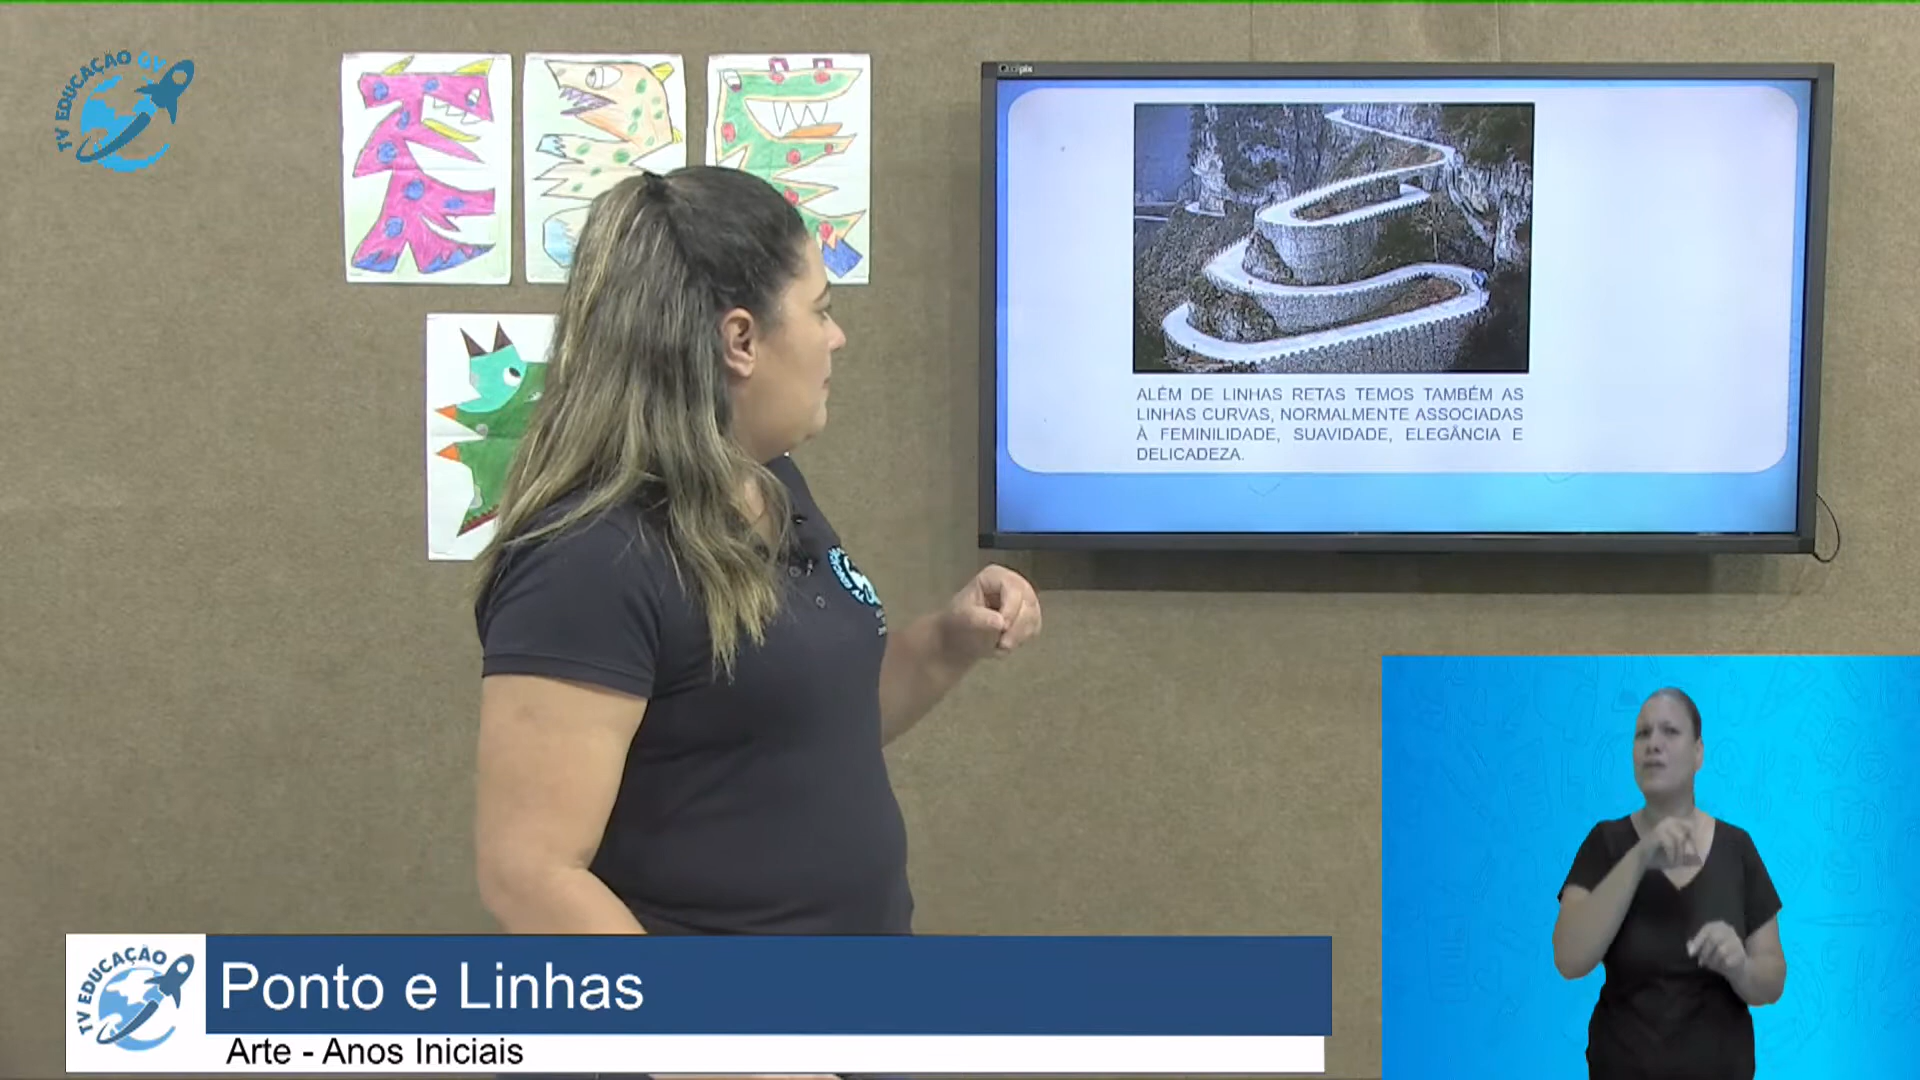 TV EDUCAÇÃO QV
ALÉM DE LINHAS RETAS TEMOS TAMBÉM AS
LINHAS CURVAS, NORMALMENTE ASSOCIADAS
À FEMINILIDADE, SUAVIDADE, ELEGÂNCIA E
DELICADEZA.
TV EDUCAÇÃO
Ponto e Linhas
Arte - Anos Iniciais